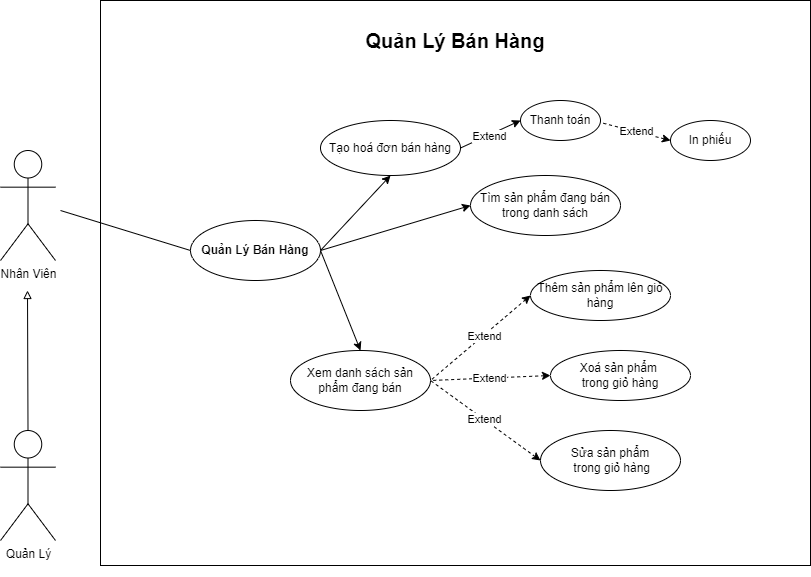 Quản Lý Bán Hàng
Tạo hoá đơn bán hàng
Extend
Thanh toán
Extend
In phiếu
Tìm sản phẩm đang bán
trong danh sách
Nhân Viên
Quản Lý Bán Hàng
Xem danh sách sản
phẩm đang bán
Extend
Thêm sản phẩm lên giỏ
hàng
Extend
Xoá sản phẩm
trong giỏ hàng
Extend
Sửa sản phẩm
trong giỏ hàng
Quản Lý